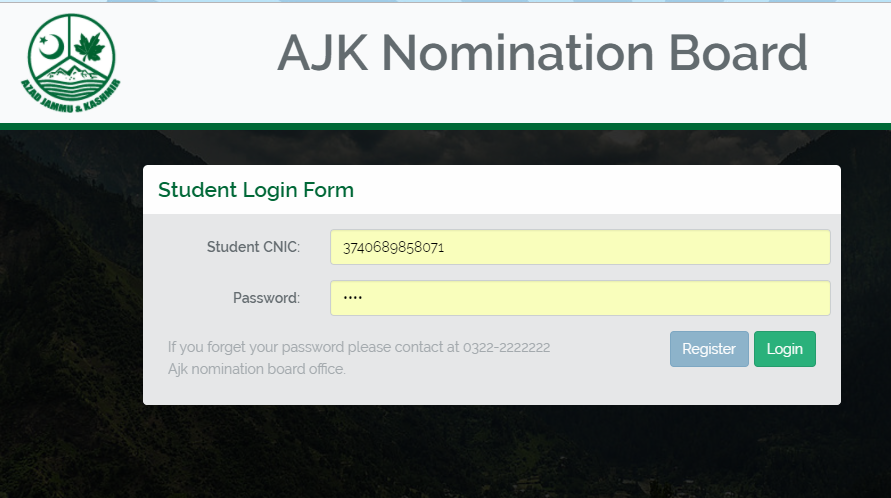 AZAD JAMMU & KASHMIR
AJK Nomination Board
Student Login Form
Student CNIC:
3740689858071
Password:
••••
If you forget your password please contact at 0322-2222222
Ajk nomination board office.
Register
Login